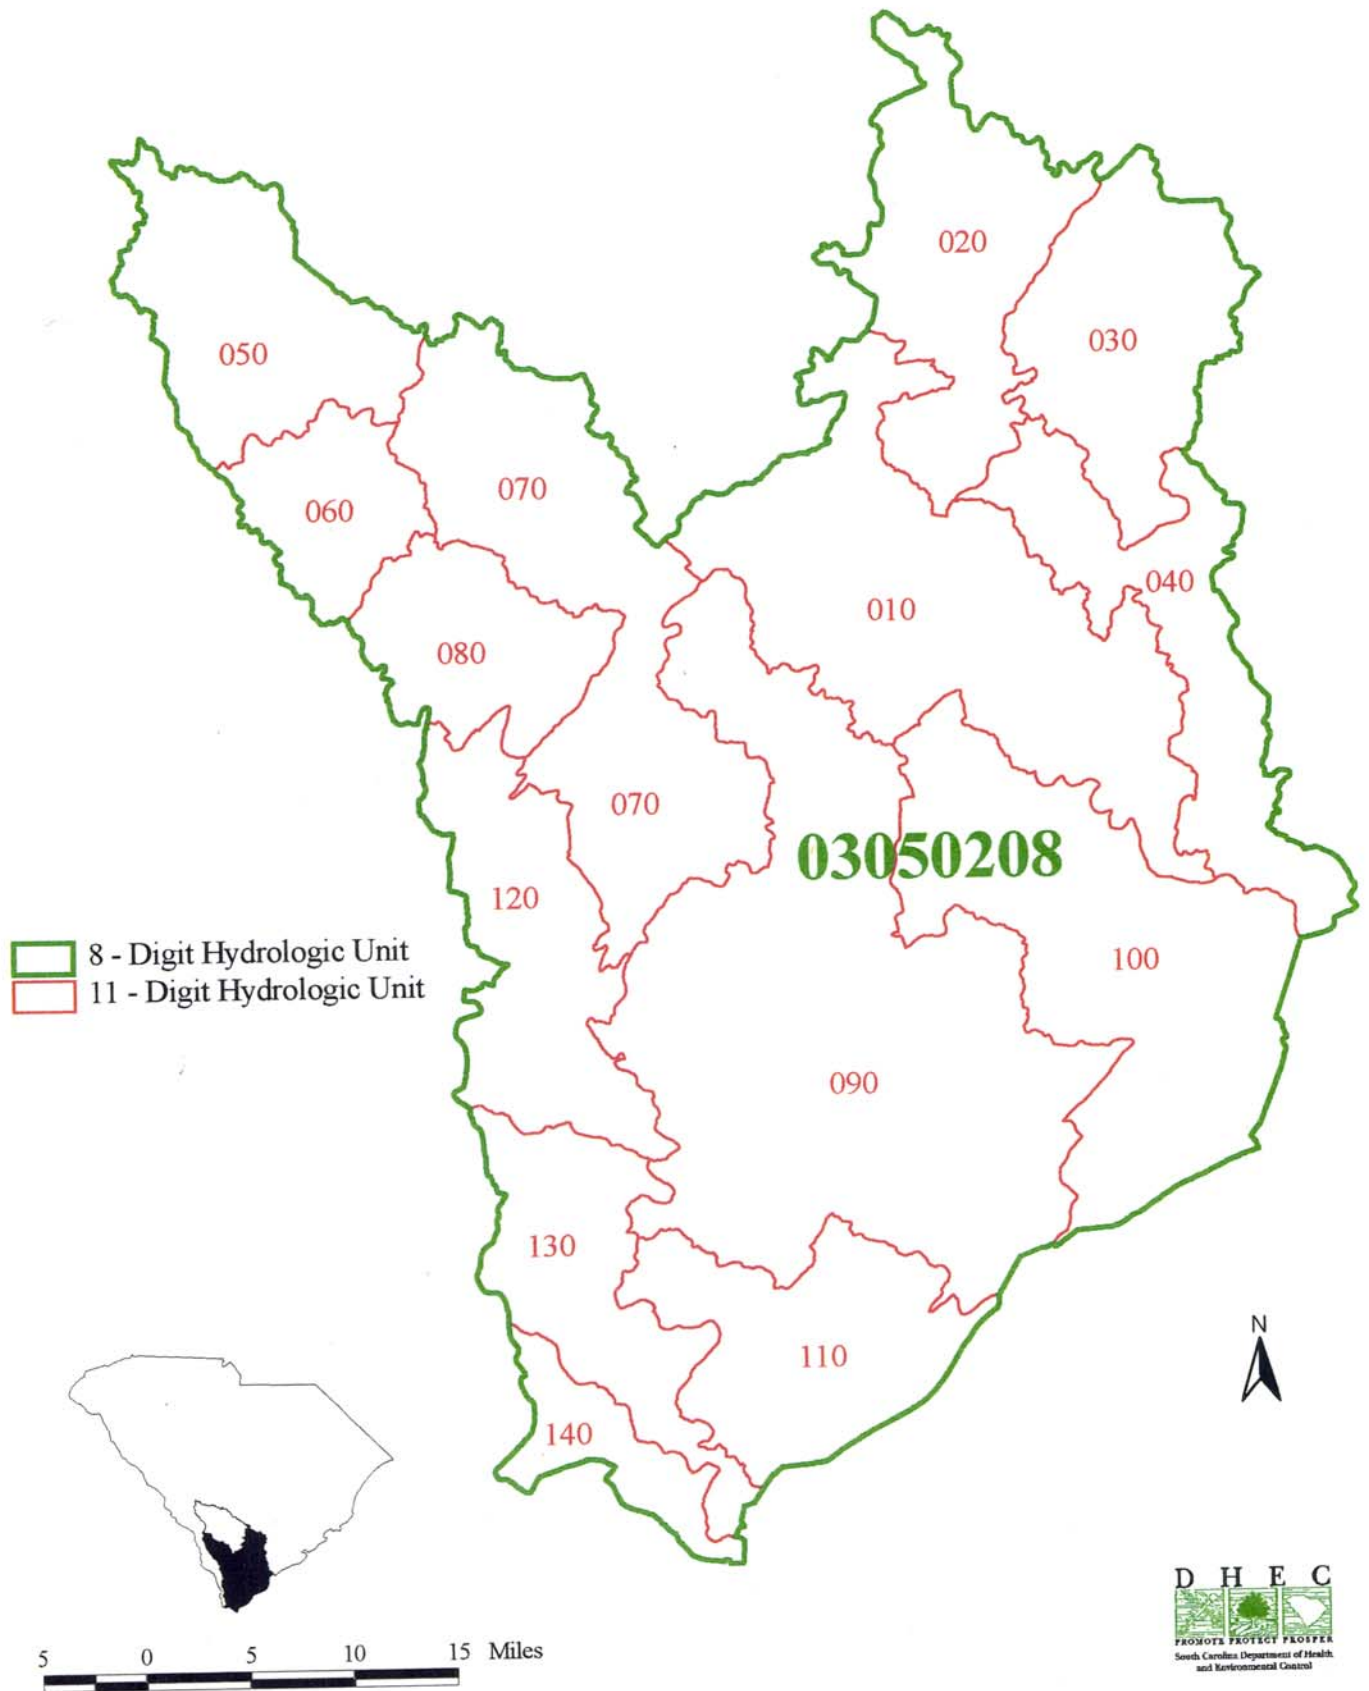 020
030
050
070
060
040
010
080
070
03050208
120
8 - Digit Hydrologic Unit
100
11 - Digit Hydrologic Unit
090
130
N
110
140
D H E C
PROMOTE PROTECT PROSPER
South Carolina Department of Health
and Environmental Control
5 0 5 10 15 Miles